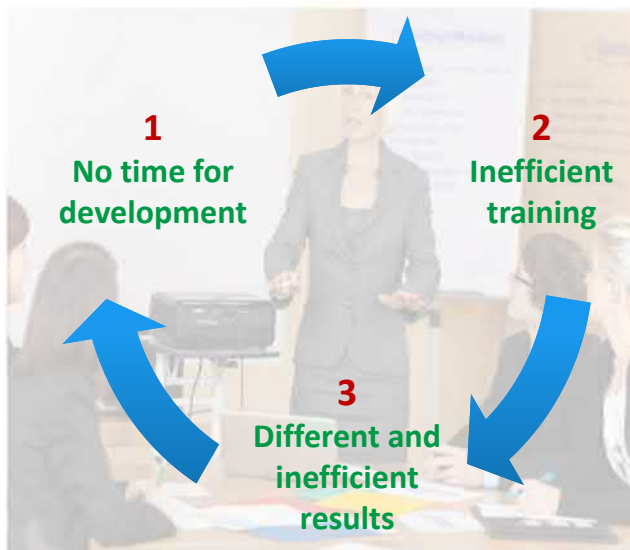 1
No time for
development
2
Inefficient
training
3
Different and
inefficient
results